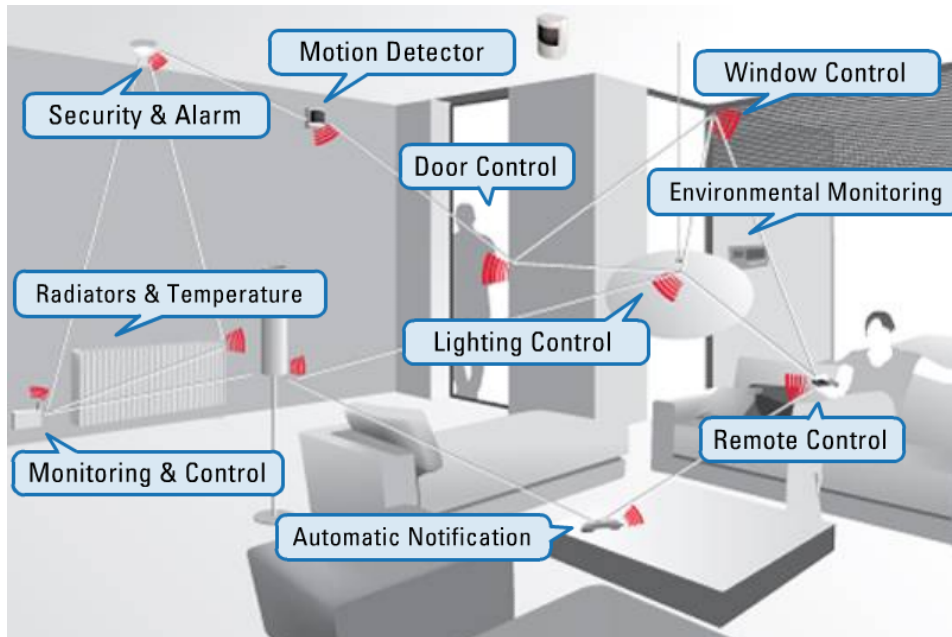 Motion Detector
Window Control
Security & Alarm
Door Control
Environmental Monitoring
Radiators & Temperature
Lighting Control
Remote Control
Monitoring & Control
Automatic Notification